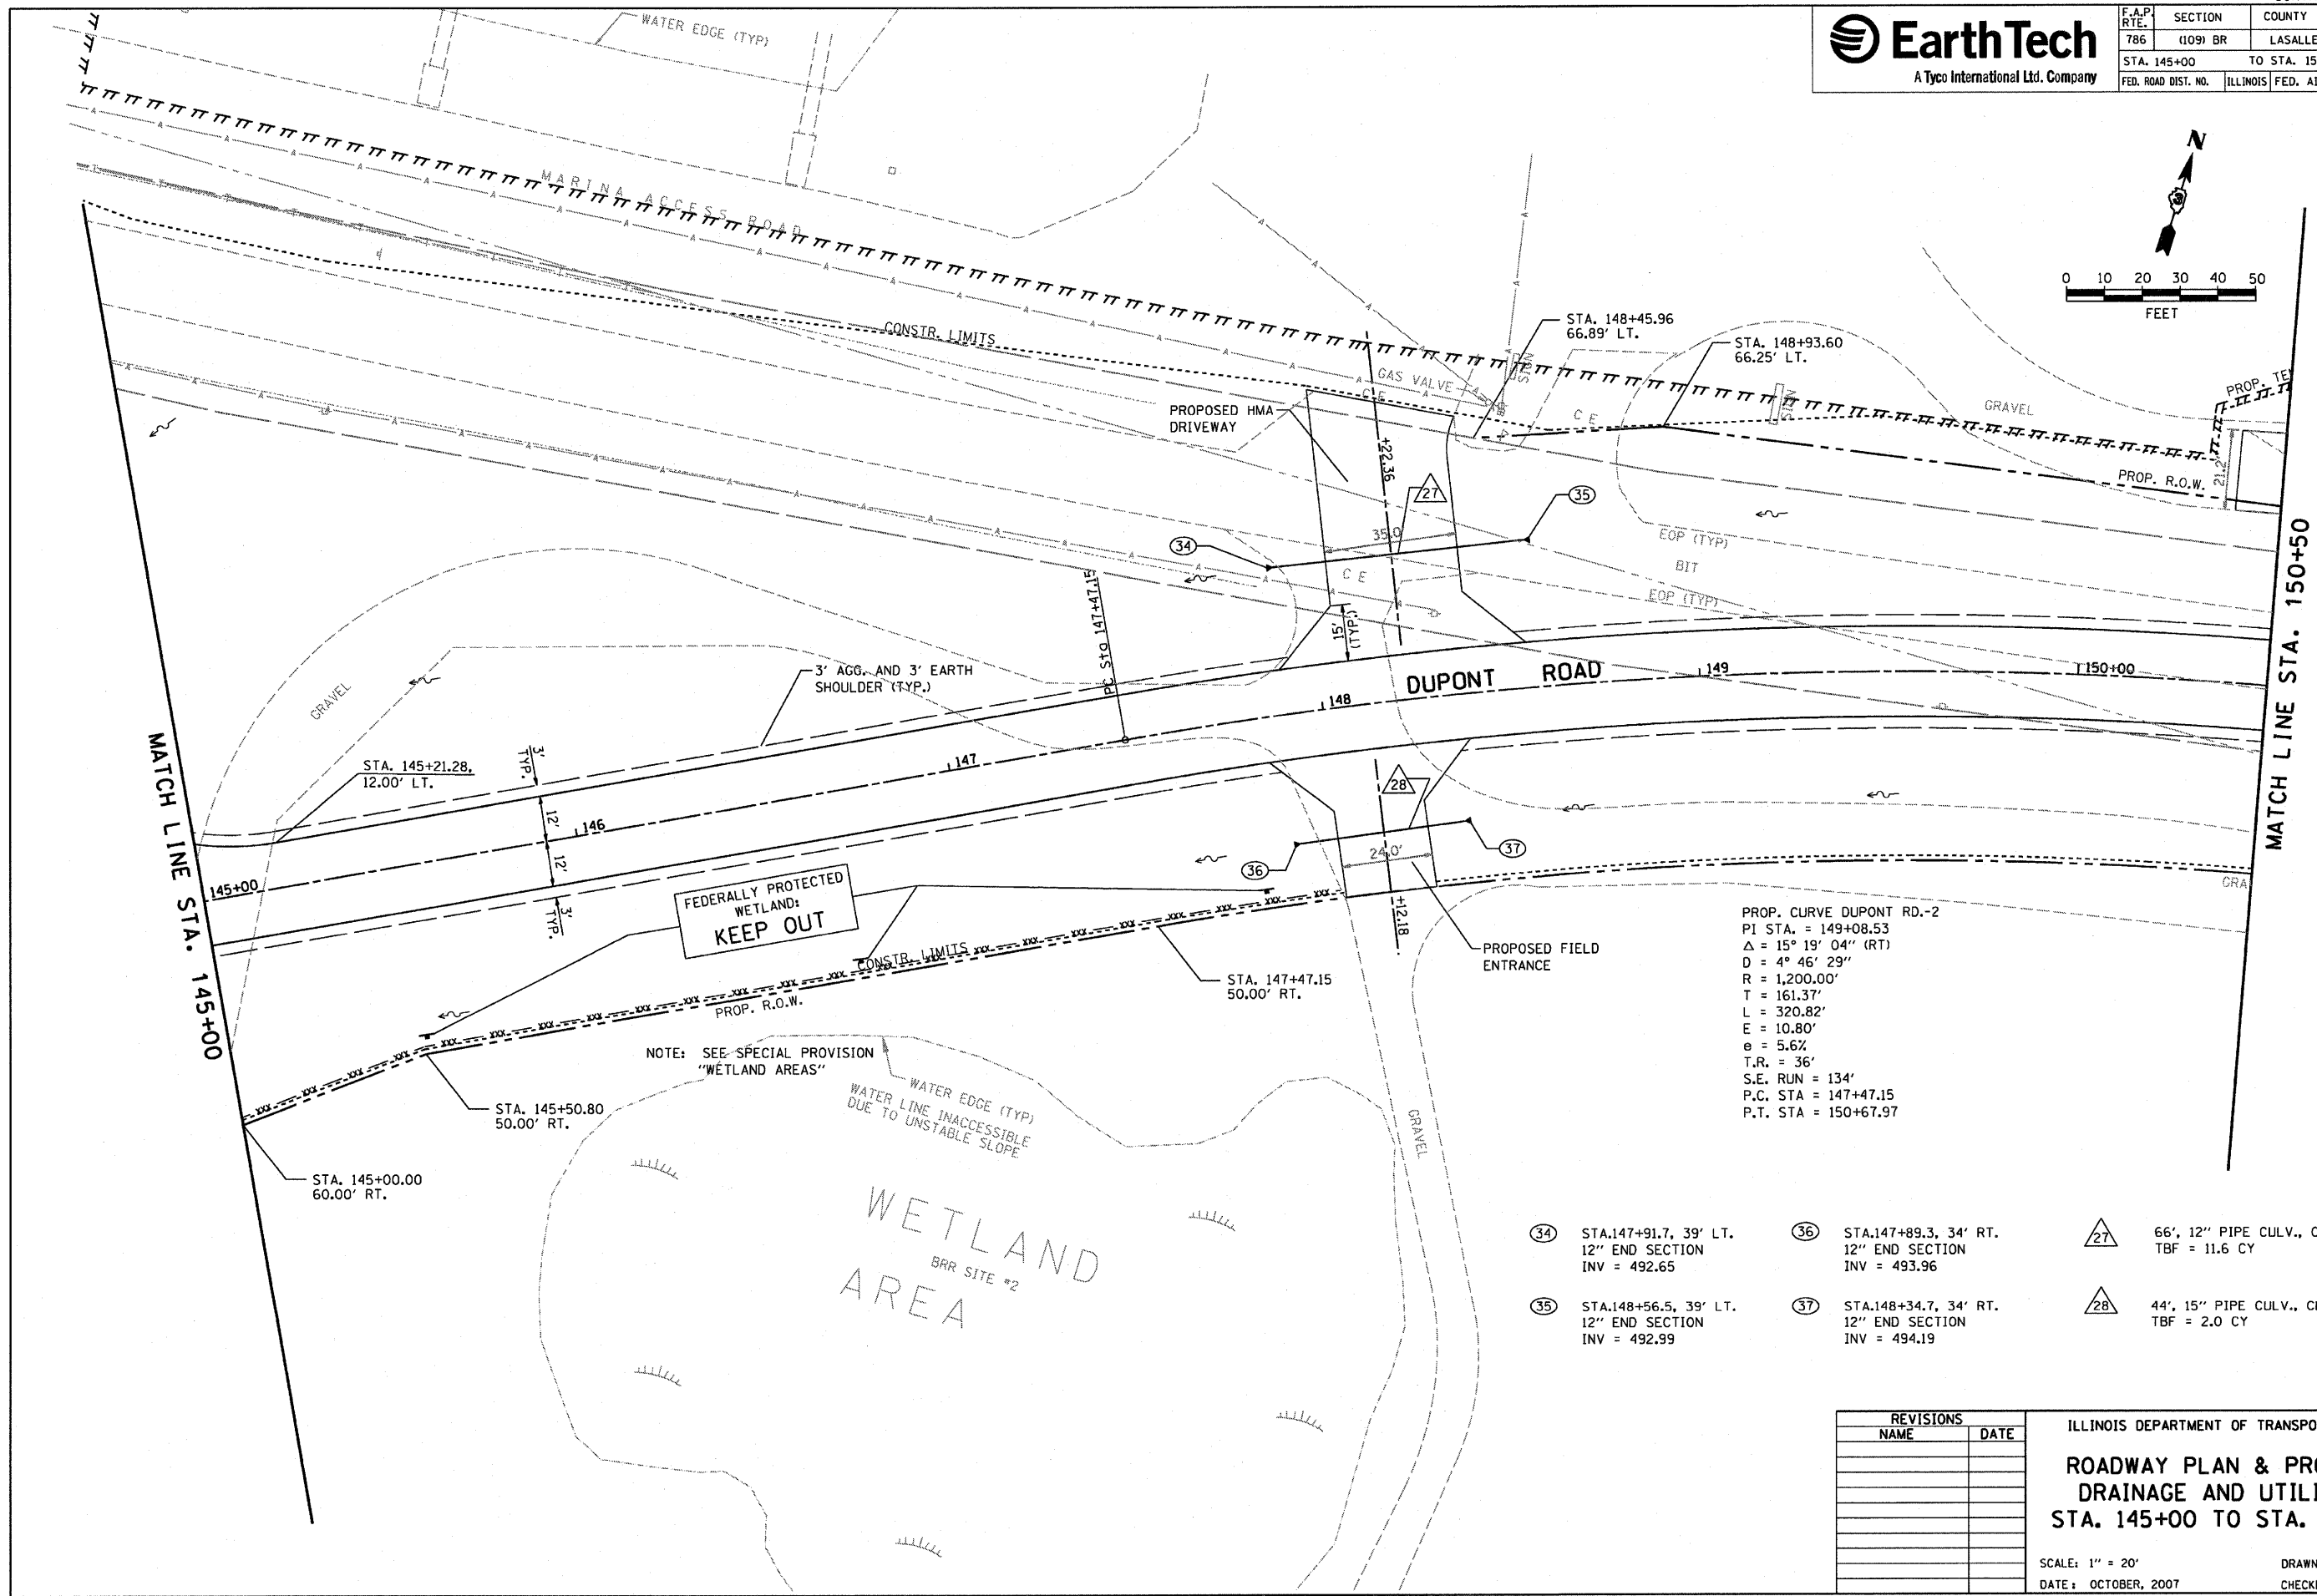 EarthTech
A Tyco International Ltd. Company
F.A.P. RTE. SECTION COUNTY
786 (109) BR LASALLE
STA. 145+00 TO STA. 15
FED. ROAD DIST. NO. ILLINOIS FED. AI
WATER EDGE (TYP)
N
0 10 20 30 40 50
FEET
MARINA ACCESS ROAD
CONSTR. LIMITS
STA. 148+45.96
66.89' LT.
STA. 148+93.60
66.25' LT.
GAS VALVE
SIGN
SIGN
C E
C E
GRAVEL
PROP. TE
PROPOSED HMA
DRIVEWAY
+22.36
27
35
34
35.0
C E
PROP. R.O.W.
21.2'
EOP (TYP)
BIT
EOP (TYP)
15'
(TYP.)
PC Sta 147+47.15
3' AGG. AND 3' EARTH
SHOULDER (TYP.)
GRAVEL
DUPONT ROAD
149
150+00
148
147
146
145+00
MATCH LINE STA. 150+50
MATCH LINE STA. 145+00
STA. 145+21.28,
12.00' LT.
3'
TYP.
12'
12'
3'
TYP.
28
36
24.0'
37
+12.18
GRA
FEDERALLY PROTECTED
WETLAND:
KEEP OUT
CONSTR. LIMITS
PROP. R.O.W.
PROPOSED FIELD
ENTRANCE
STA. 147+47.15
50.00' RT.
PROP. CURVE DUPONT RD.-2
PI STA. = 149+08.53
Δ = 15° 19' 04" (RT)
D = 4° 46' 29"
R = 1,200.00'
T = 161.37'
L = 320.82'
E = 10.80'
e = 5.6%
T.R. = 36'
S.E. RUN = 134'
P.C. STA = 147+47.15
P.T. STA = 150+67.97
NOTE: SEE SPECIAL PROVISION
"WETLAND AREAS"
WATER EDGE (TYP)
WATER LINE INACCESSIBLE
DUE TO UNSTABLE SLOPE
STA. 145+50.80
50.00' RT.
STA. 145+00.00
60.00' RT.
GRAVEL
WETLAND
BRR SITE #2
AREA
34 STA.147+91.7, 39' LT.
12" END SECTION
INV = 492.65
36 STA.147+89.3, 34' RT.
12" END SECTION
INV = 493.96
27 66', 12" PIPE CULV., C
TBF = 11.6 CY
35 STA.148+56.5, 39' LT.
12" END SECTION
INV = 492.99
37 STA.148+34.7, 34' RT.
12" END SECTION
INV = 494.19
28 44', 15" PIPE CULV., C
TBF = 2.0 CY
REVISIONS
NAME DATE
ILLINOIS DEPARTMENT OF TRANSPO
ROADWAY PLAN & PRO
DRAINAGE AND UTILI
STA. 145+00 TO STA.
SCALE: 1" = 20' DRAWN
DATE: OCTOBER, 2007 CHECK